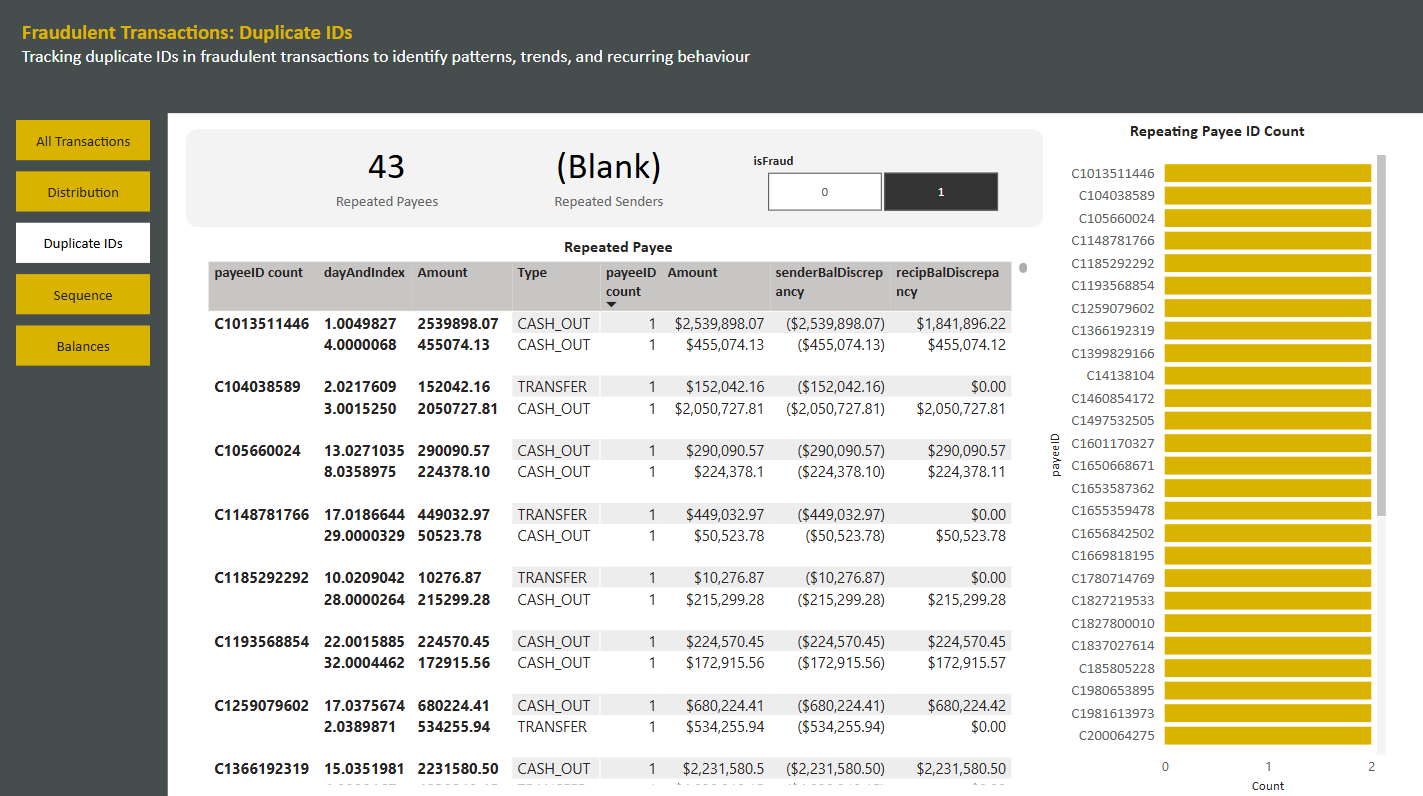 Fraudulent Transactions: Duplicate IDs
Tracking duplicate IDs in fraudulent transactions to identify patterns, trends, and recurring behaviour
All Transactions
Distribution
Duplicate IDs
Sequence
Balances
43
Repeated Payees
(Blank)
Repeated Senders
isFraud
0
1
Repeated Payee
payeeID count dayAndIndex Amount Type payeeID count Amount senderBalDiscrepancy recipBalDiscrepancy
C1013511446 1.0049827 2539898.07 CASH_OUT 1 $2,539,898.07 ($2,539,898.07) $1,841,896.22
4.0000068 455074.13 CASH_OUT 1 $455,074.13 ($455,074.13) $455,074.12
C104038589 2.0217609 152042.16 TRANSFER 1 $152,042.16 ($152,042.16) $0.00
3.0015250 2050727.81 CASH_OUT 1 $2,050,727.81 ($2,050,727.81) $2,050,727.81
C105660024 13.0271035 290090.57 CASH_OUT 1 $290,090.57 ($290,090.57) $290,090.57
8.0358975 224378.10 CASH_OUT 1 $224,378.1 ($224,378.10) $224,378.11
C1148781766 17.0186644 449032.97 TRANSFER 1 $449,032.97 ($449,032.97) $0.00
29.0000329 50523.78 CASH_OUT 1 $50,523.78 ($50,523.78) $50,523.78
C1185292292 10.0209042 10276.87 TRANSFER 1 $10,276.87 ($10,276.87) $0.00
28.0000264 215299.28 CASH_OUT 1 $215,299.28 ($215,299.28) $215,299.28
C1193568854 22.0015885 224570.45 CASH_OUT 1 $224,570.45 ($224,570.45) $224,570.45
32.0004462 172915.56 CASH_OUT 1 $172,915.56 ($172,915.56) $172,915.57
C1259079602 17.0375674 680224.41 CASH_OUT 1 $680,224.41 ($680,224.41) $680,224.42
2.0389871 534255.94 TRANSFER 1 $534,255.94 ($534,255.94) $0.00
C1366192319 15.0351981 2231580.50 CASH_OUT 1 $2,231,580.5 ($2,231,580.50) $2,231,580.50
Repeating Payee ID Count
payeeID
C1013511446
C104038589
C105660024
C1148781766
C1185292292
C1193568854
C1259079602
C1366192319
C1399829166
C14138104
C1460854172
C1497532505
C1601170327
C1650668671
C1653587362
C1655359478
C1656842502
C1669818195
C1780714769
C1827219533
C1827800010
C1837027614
C185805228
C1980653895
C1981613973
C200064275
0 1 2
Count